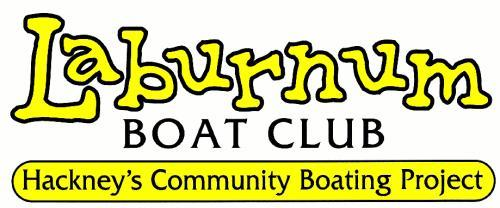 Laburnum
BOAT CLUB
Hackney's Community Boating Project